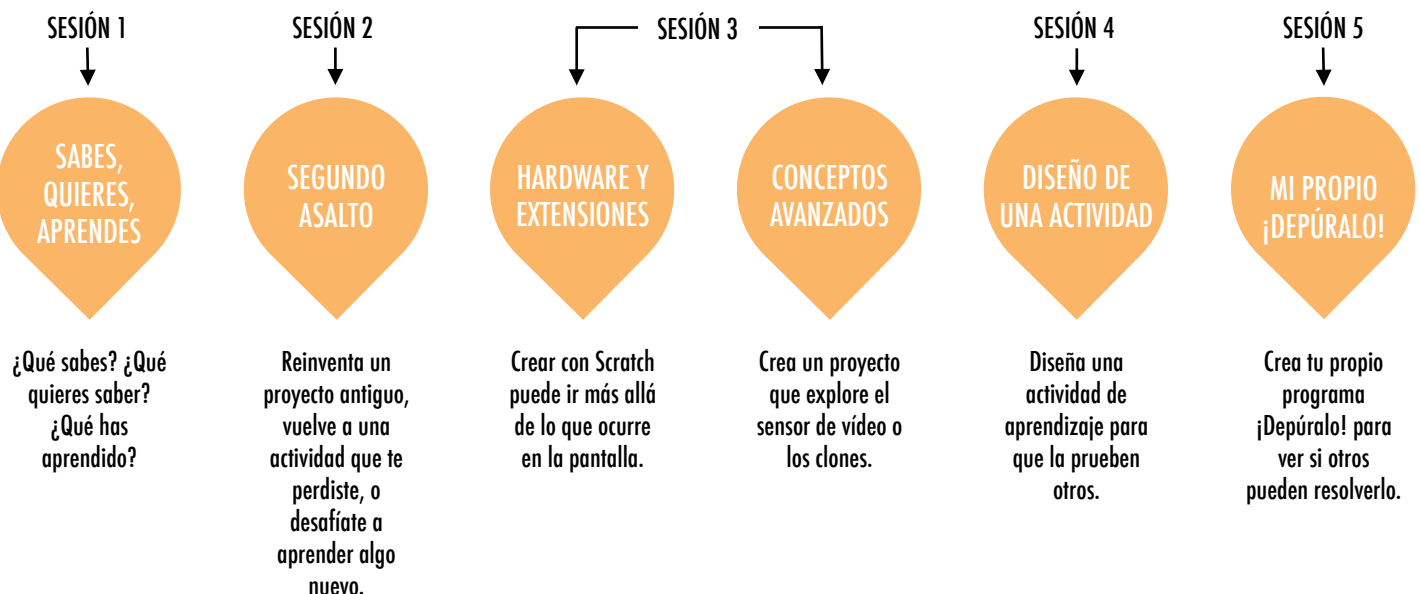 SESIÓN 1
SABES,
QUIERES,
APRENDES
¿Qué sabes? ¿Qué
quieres saber?
¿Qué has
aprendido?
SESIÓN 2
SEGUNDO
ASALTO
Reinventa un
proyecto antiguo,
vuelve a una
actividad que te
perdiste, o
desafíate a
aprender algo
nuevo.
SESIÓN 3
HARDWARE Y
EXTENSIONES
Crear con Scratch
puede ir más allá
de lo que ocurre
en la pantalla.
CONCEPTOS
AVANZADOS
Crea un proyecto
que explore el
sensor de vídeo o
los clones.
SESIÓN 4
DISEÑO DE
UNA ACTIVIDAD
Diseña una
actividad de
aprendizaje para
que la prueben
otros.
SESIÓN 5
MI PROPIO
¡DEPÚRALO!
Crea tu propio
programa
¡Depúralo! para
ver si otros
pueden resolverlo.